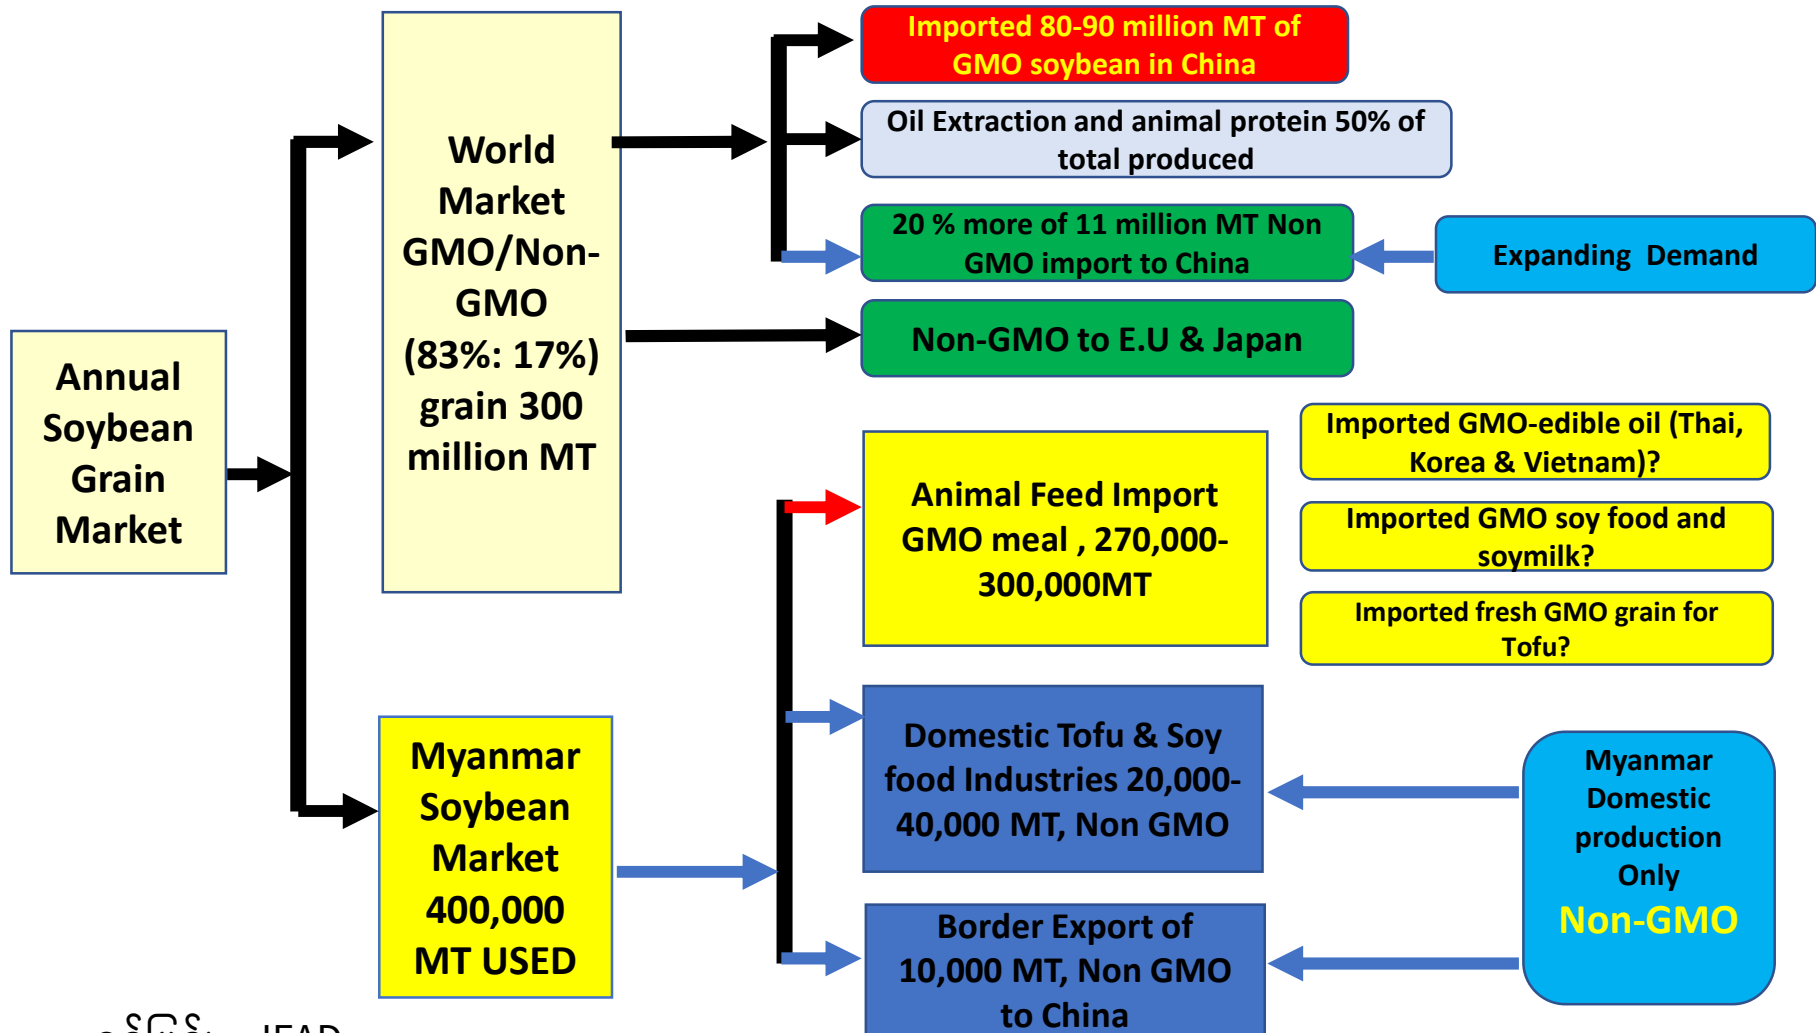 Annual
Soybean
Grain
Market
World
Market
GMO/Non-
GMO
(83%: 17%)
grain 300
million MT
Imported 80-90 million MT of
GMO soybean in China
Oil Extraction and animal protein 50% of
total produced
20 % more of 11 million MT Non
GMO import to China
Expanding Demand
Non-GMO to E.U & Japan
Myanmar
Soybean
Market
400,000
MT USED
Animal Feed Import
GMO meal , 270,000-
300,000MT
Imported GMO-edible oil (Thai,
Korea & Vietnam)?
Imported GMO soy food and
soymilk?
Imported fresh GMO grain for
Tofu?
Domestic Tofu & Soy
food Industries 20,000-
40,000 MT, Non GMO
Border Export of
10,000 MT, Non GMO
to China
Myanmar
Domestic
production
Only
Non-GMO
IFAD